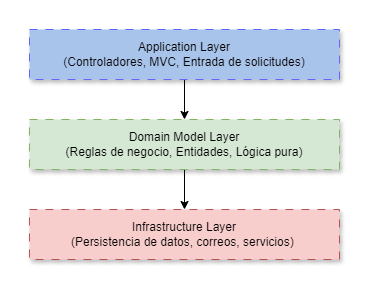 Application Layer
(Controladores, MVC, Entrada de solicitudes)
Domain Model Layer
(Reglas de negocio, Entidades, Lógica pura)
Infrastructure Layer
(Persistencia de datos, correos, servicios)